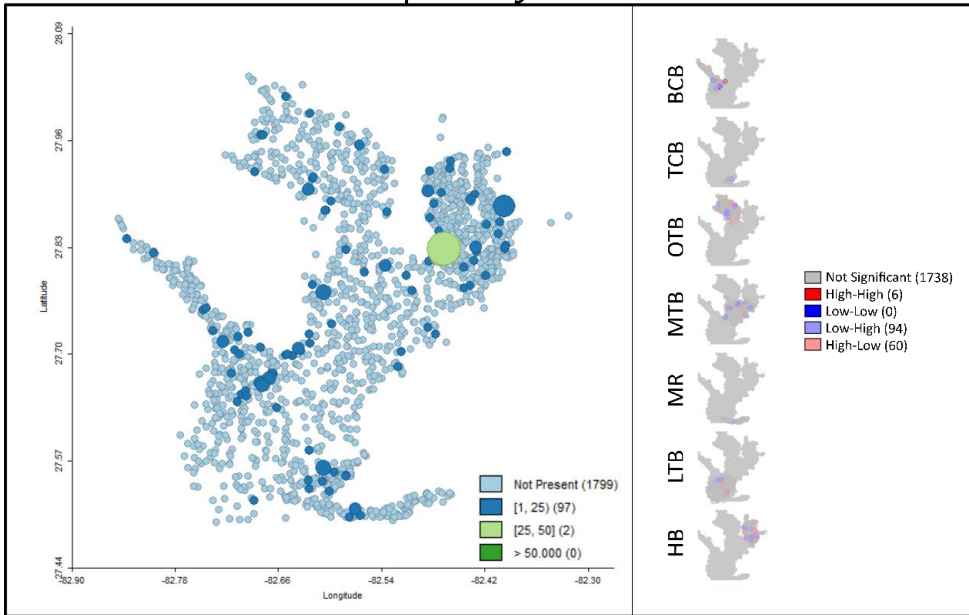 28.09
27.96
27.83
27.70
27.57
27.44
Latitude
-82.90
-82.78
-82.66
-82.54
-82.42
-82.30
Longitude
Not Present (1799)
[1, 25) (97)
[25, 50] (2)
> 50.000 (0)
BCB
TCB
OTB
MTB
MR
LTB
HB
Not Significant (1738)
High-High (6)
Low-Low (0)
Low-High (94)
High-Low (60)